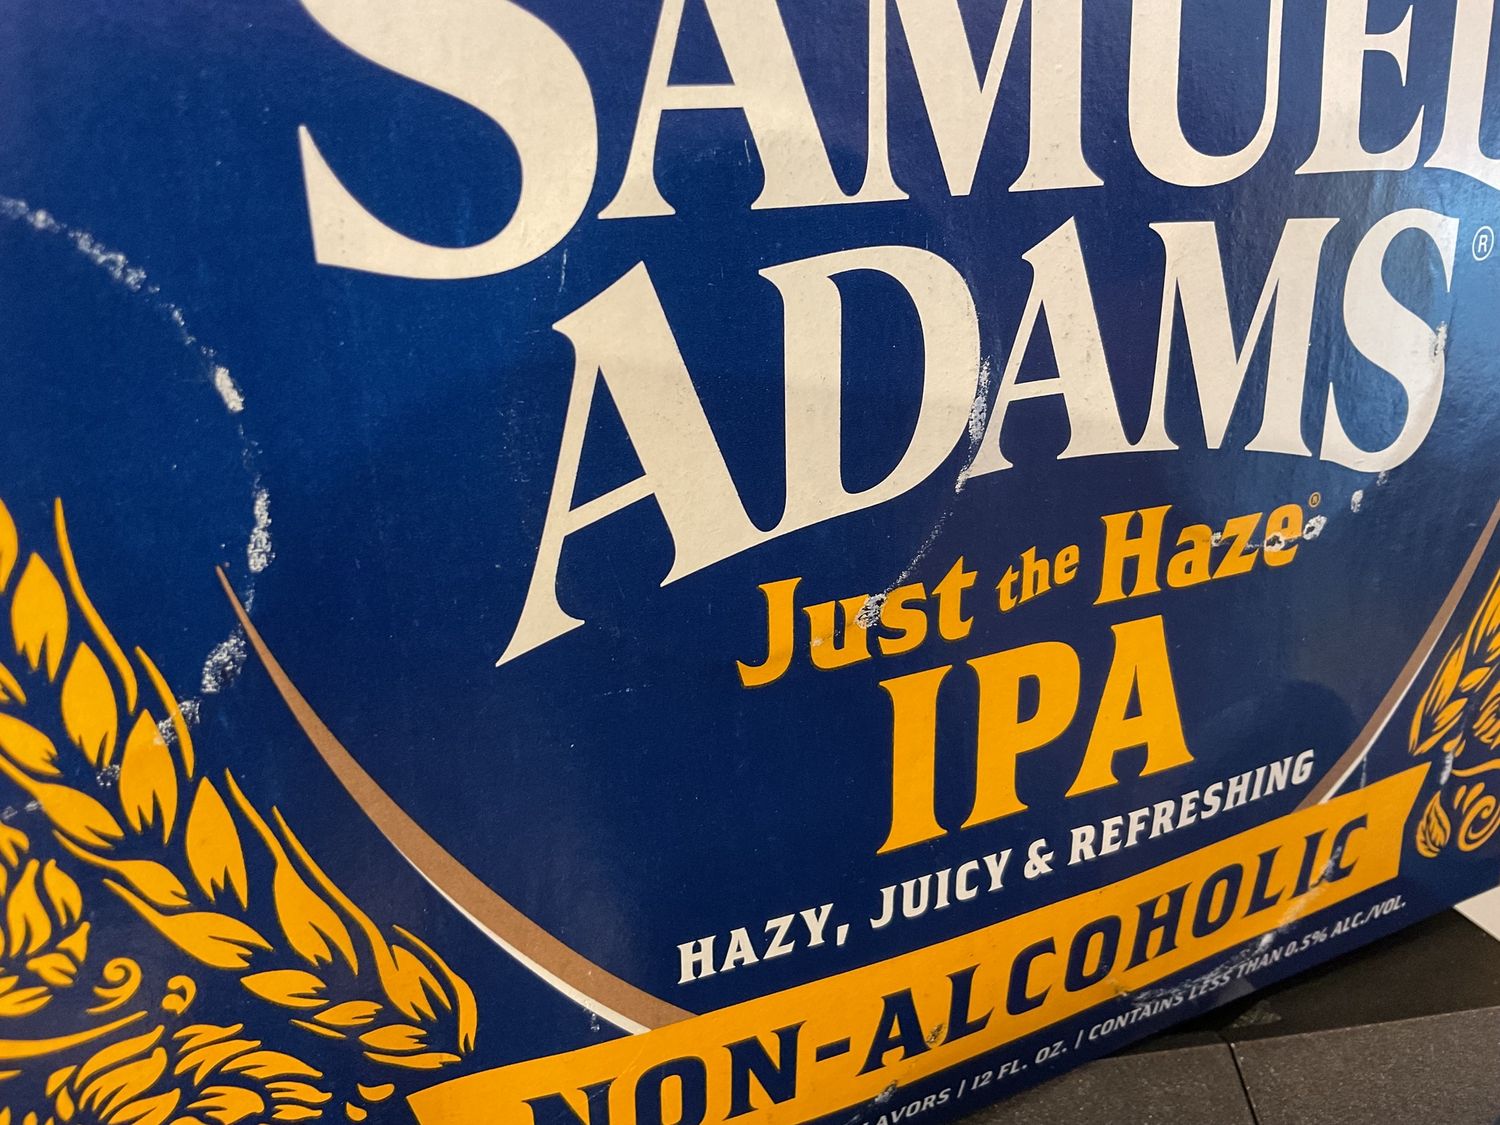 SAMUEL
ADAMS®
Just the Haze®
IPA
HAZY, JUICY & REFRESHING
NON-ALCOHOLIC
| 12 FL. OZ. | CONTAINS LESS THAN 0.5% ALC./VOL.